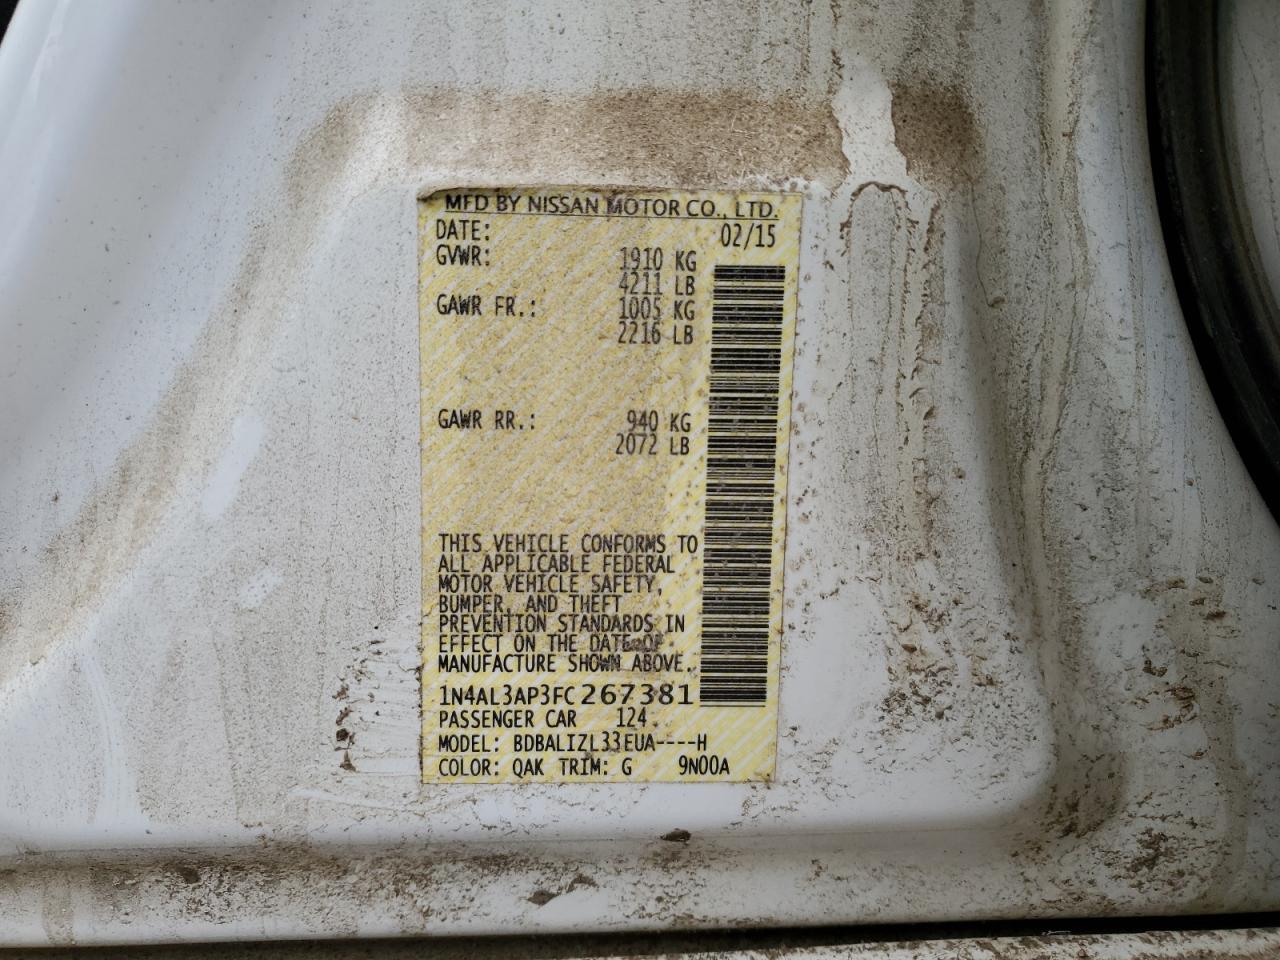 MFD BY NISSAN MOTOR CO., LTD.
DATE: 02/15
GVWR: 1910 KG
4211 LB
GAWR FR.: 1005 KG
2216 LB
GAWR RR.: 940 KG
2072 LB
THIS VEHICLE CONFORMS TO
ALL APPLICABLE FEDERAL
MOTOR VEHICLE SAFETY,
BUMPER, AND THEFT
PREVENTION STANDARDS IN
EFFECT ON THE DATE OF
MANUFACTURE SHOWN ABOVE.
1N4AL3AP3FC267381
PASSENGER CAR 124
MODEL: BDBALIZL33EUA----H
COLOR: QAK TRIM: G 9N00A